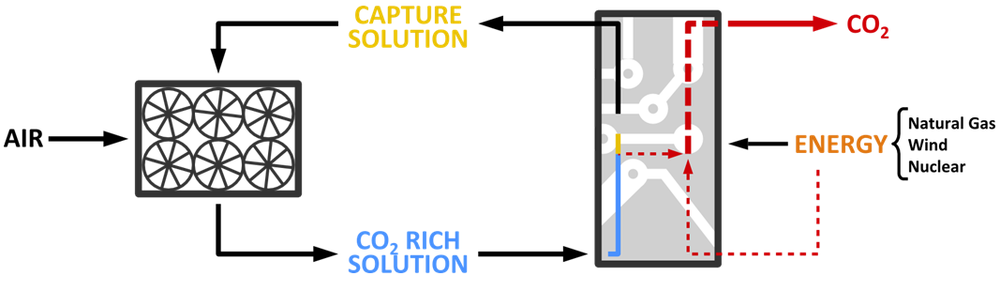 CAPTURE
SOLUTION
CO₂
AIR
ENERGY
Natural Gas
Wind
Nuclear
CO₂ RICH
SOLUTION